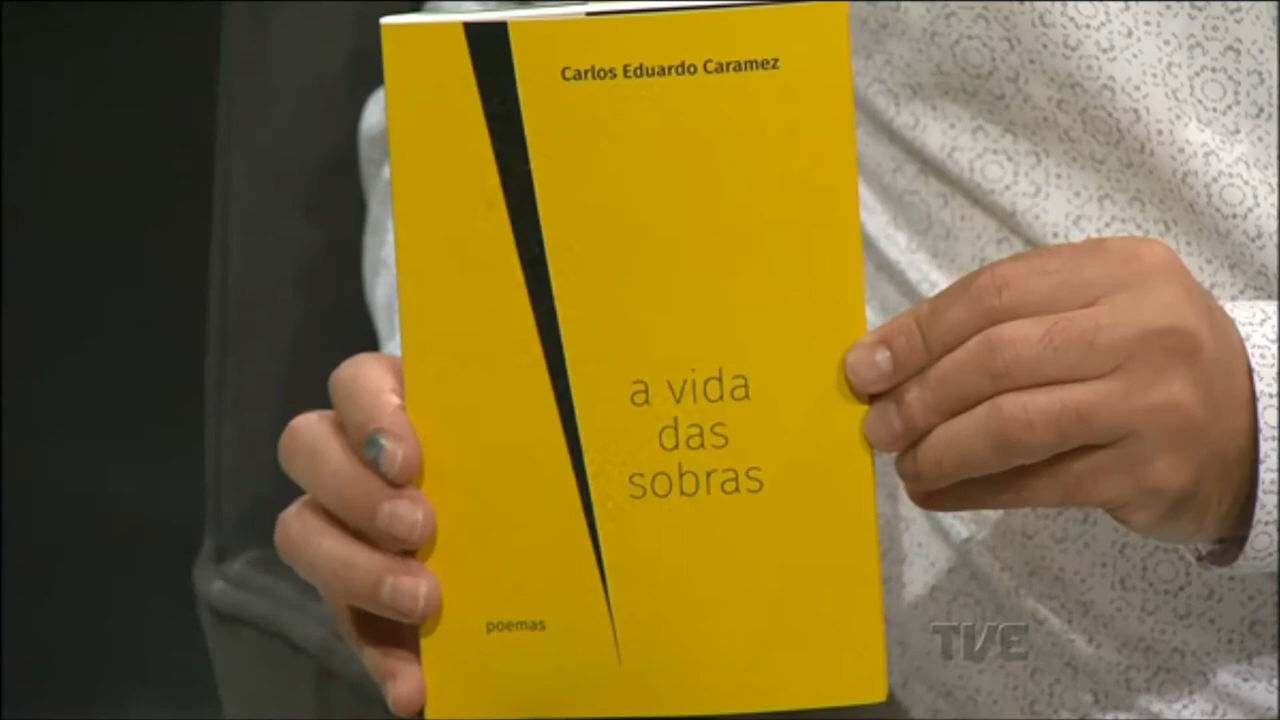 Carlos Eduardo Caramez
a vida
das
sobras
poemas
TVE